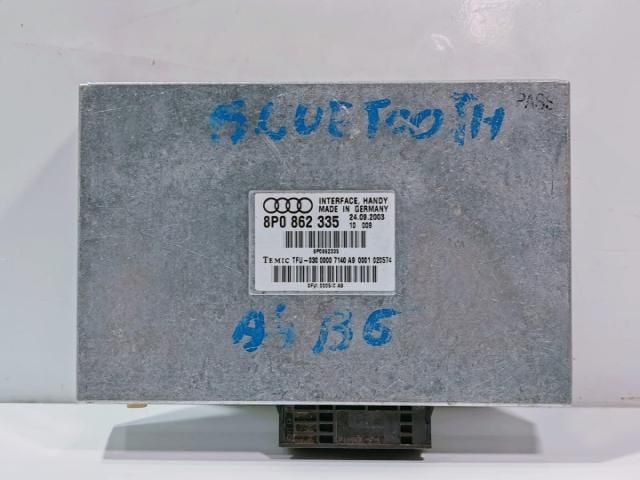 BLUETOOTH
PASS
INTERFACE, HANDY
MADE IN GERMANY
8P0 862 335
24.09.2003
10 009
8P0862335
TEMIC TFU-030 0000 7140 A9 0001 020574
A4 B6